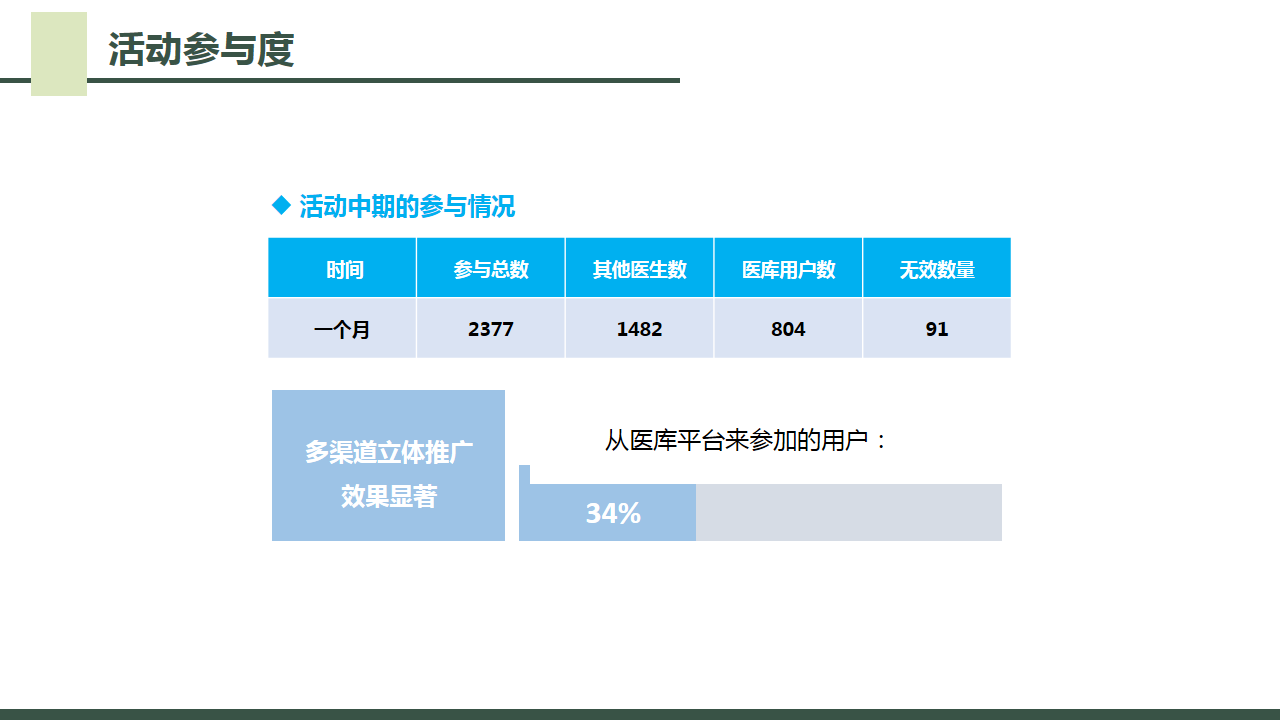 活动参与度
◆ 活动中期的参与情况
时间 参与总数 其他医生数 医库用户数 无效数量
一个月 2377 1482 804 91
多渠道立体推广
效果显著
从医库平台来参加的用户：
34%